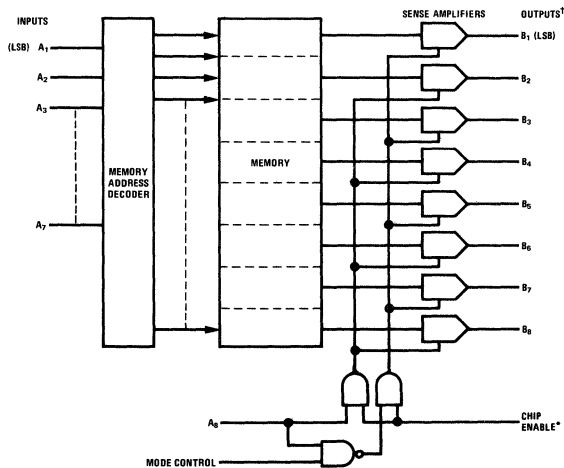 INPUTS
SENSE AMPLIFIERS
OUTPUTS†
(LSB) A1
B1 (LSB)
A2
B2
A3
B3
MEMORY
ADDRESS
DECODER
MEMORY
B4
A7
B5
B6
B7
B8
A8
CHIP
ENABLE*
MODE CONTROL